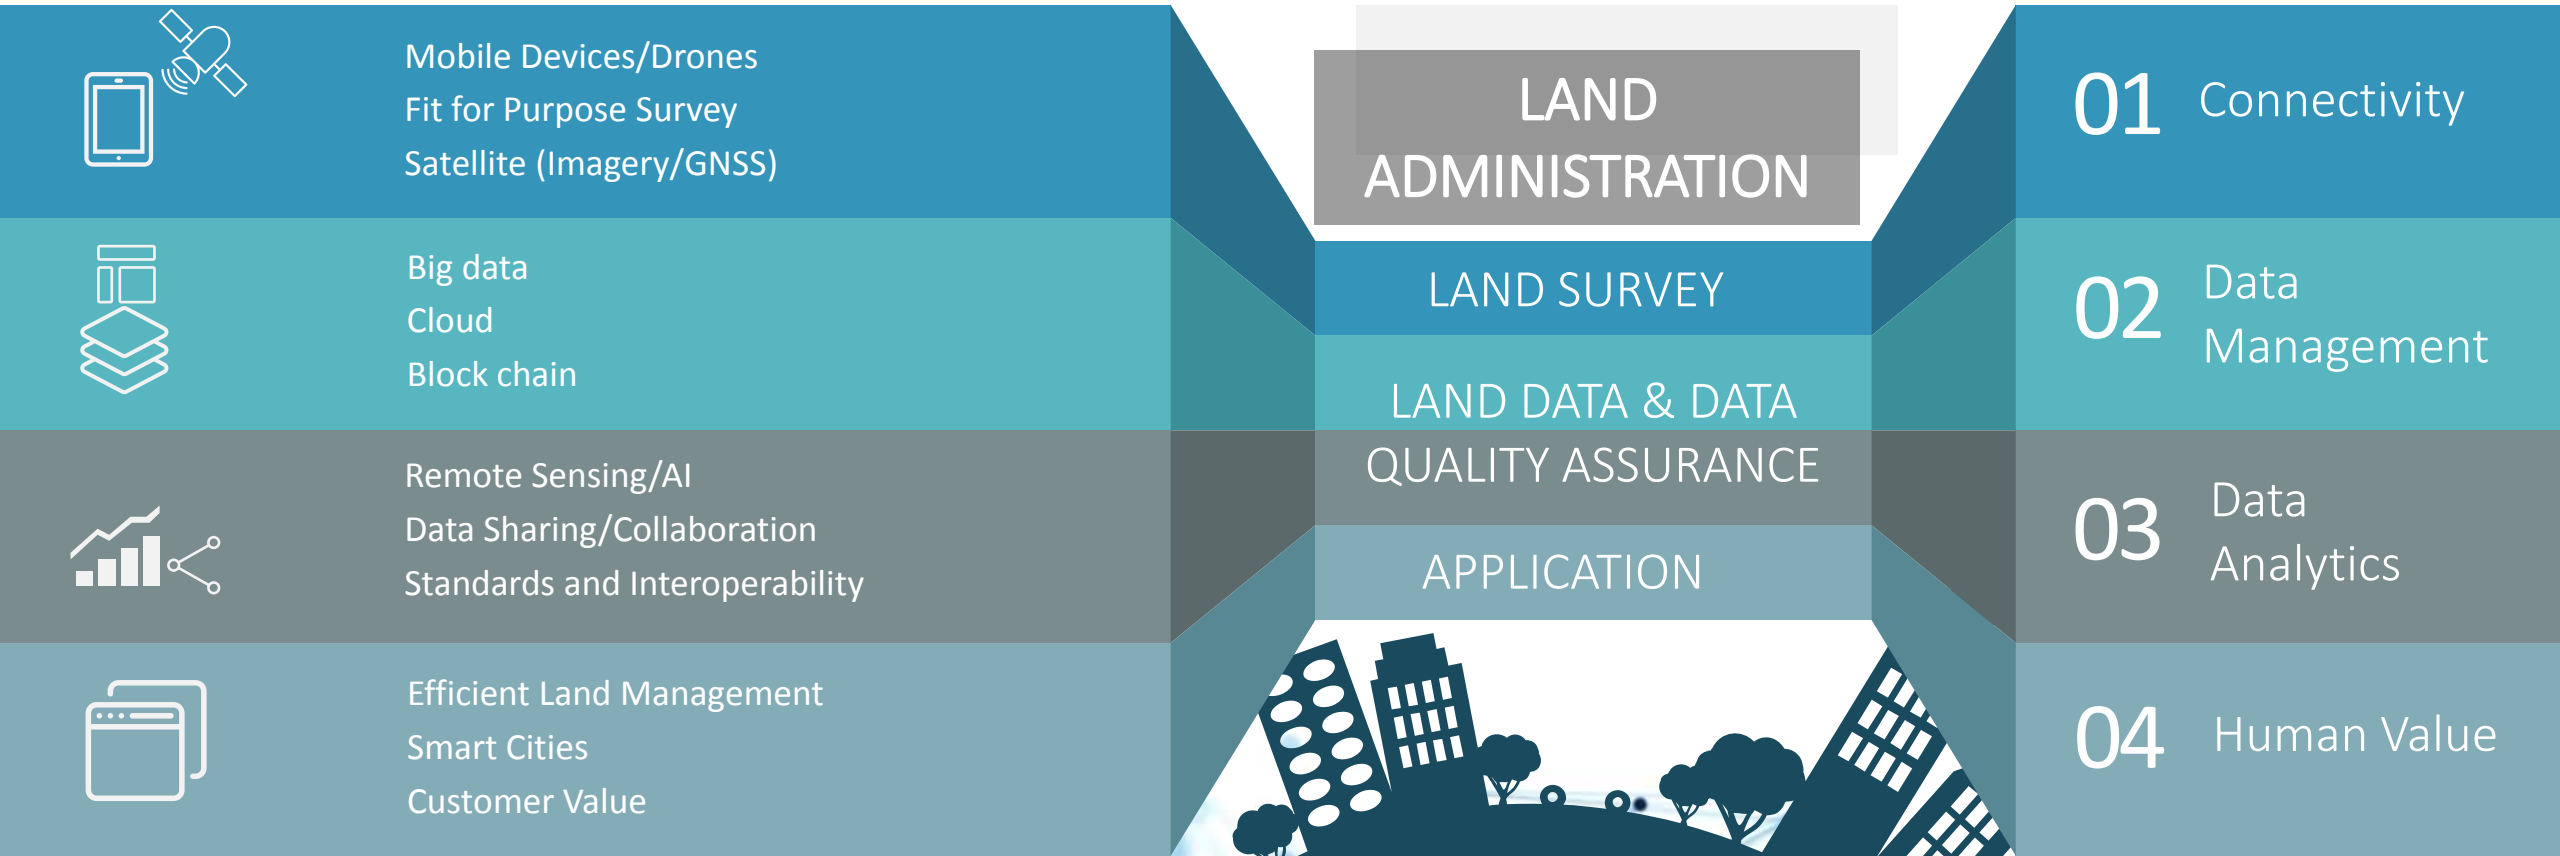 Mobile Devices/Drones
Fit for Purpose Survey
Satellite (Imagery/GNSS)
Big data
Cloud
Block chain
Remote Sensing/AI
Data Sharing/Collaboration
Standards and Interoperability
Efficient Land Management
Smart Cities
Customer Value
LAND
ADMINISTRATION
LAND SURVEY
LAND DATA & DATA
QUALITY ASSURANCE
APPLICATION
01 Connectivity
02 Data
Management
03 Data
Analytics
04 Human Value